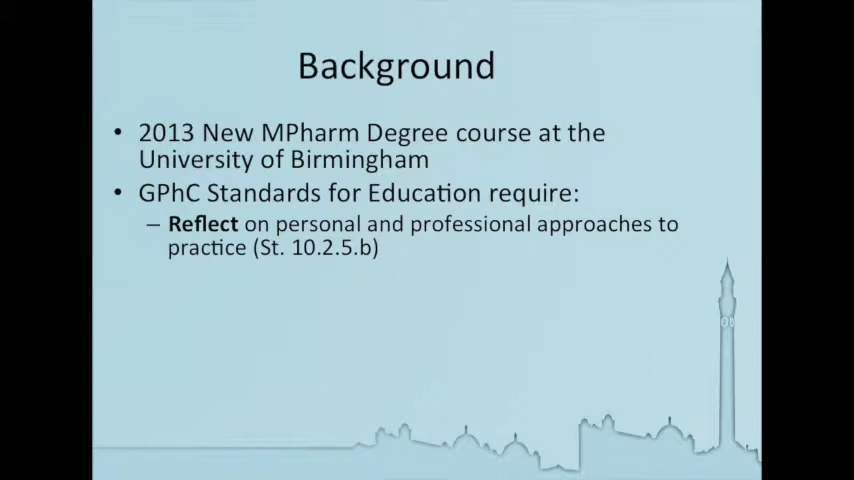 Background
• 2013 New MPharm Degree course at the
University of Birmingham
• GPhC Standards for Education require:
– Reflect on personal and professional approaches to
practice (St. 10.2.5.b)